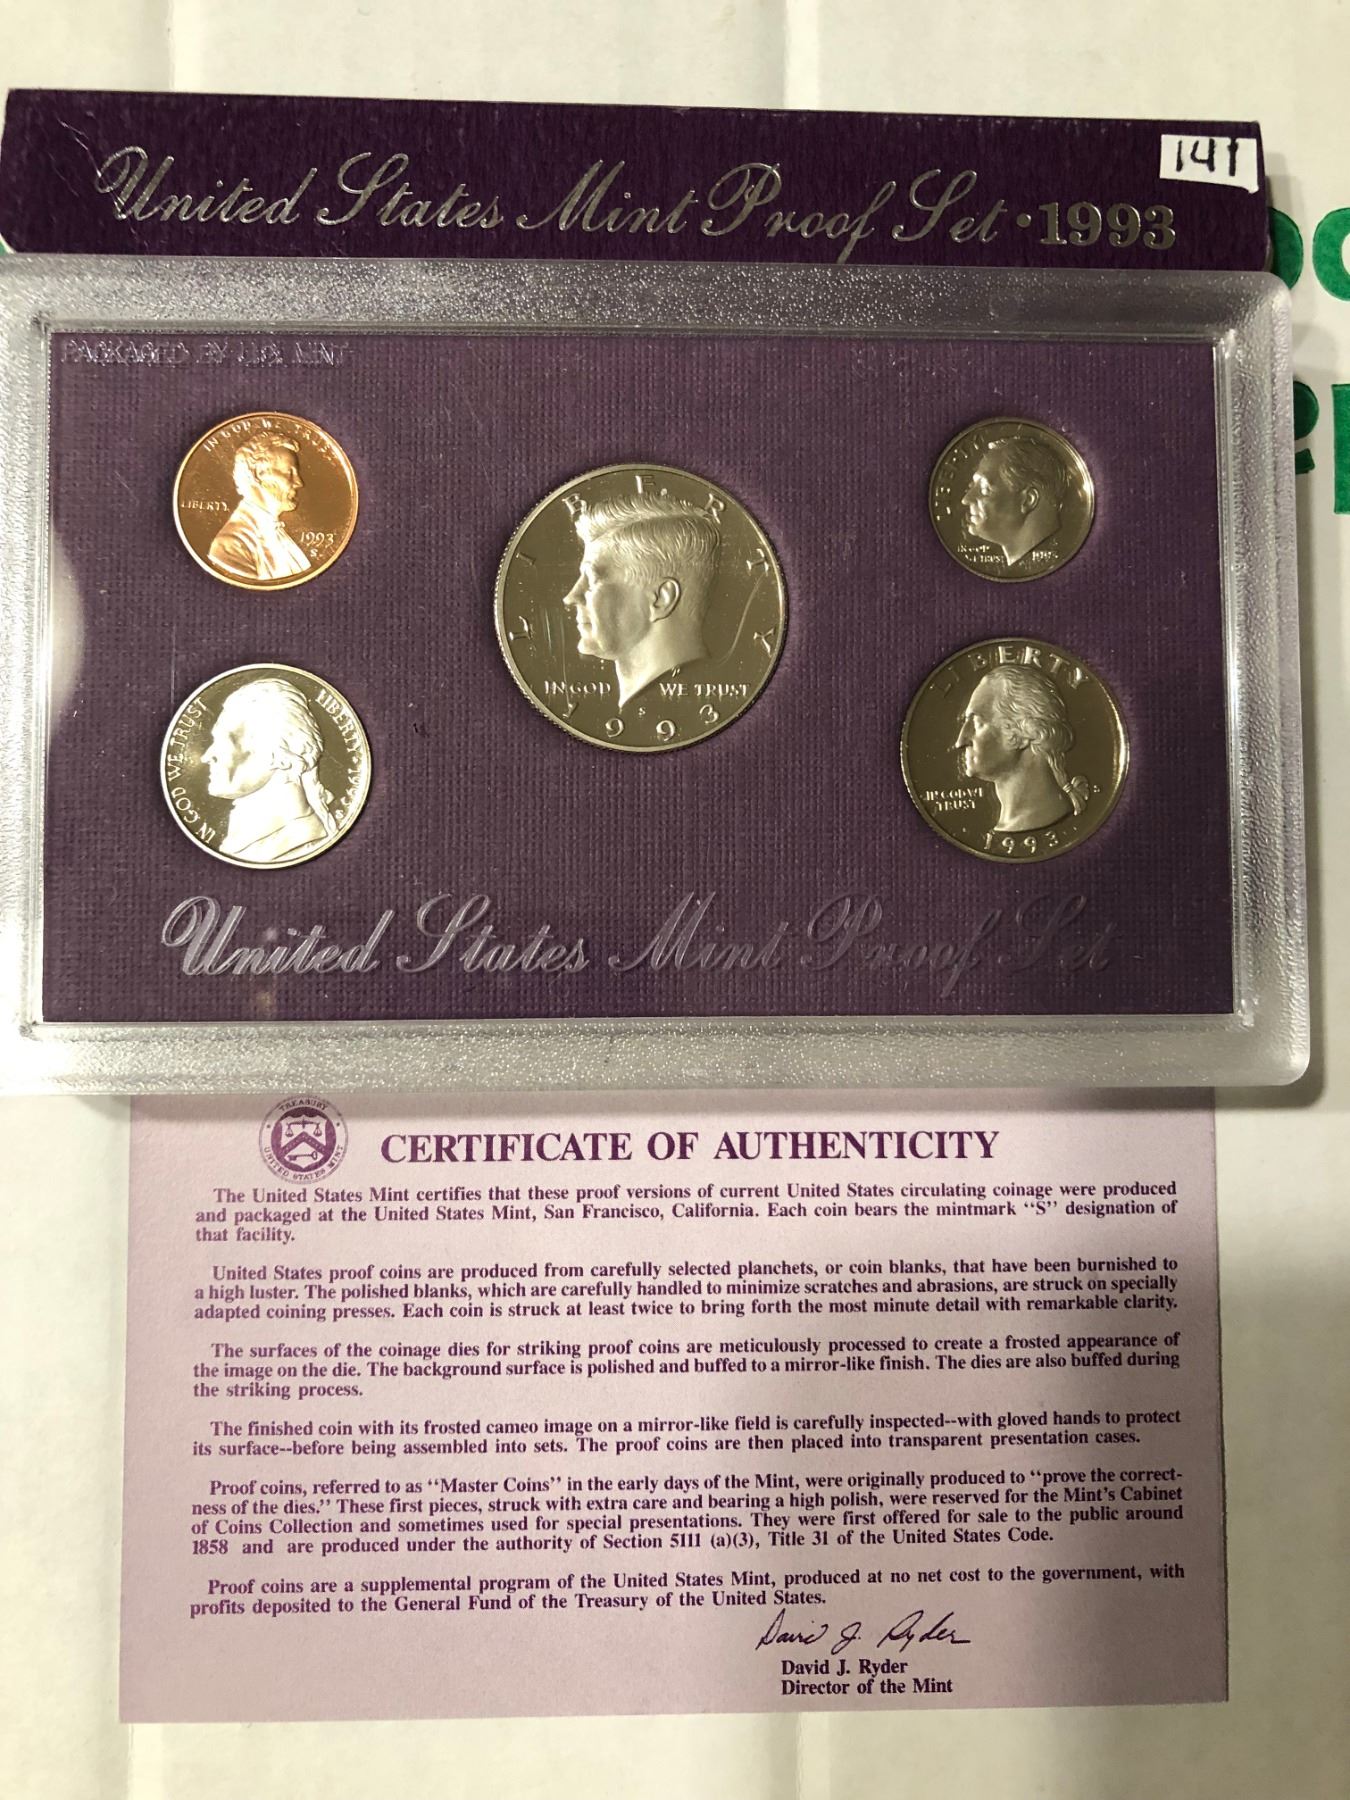 141
United States Mint Proof Set · 1993
PACKAGED BY U.S. MINT
IN GOD WE TRUST
LIBERTY
1993
S
LIBERTY
IN GOD WE TRUST
1993
S
LIBERTY
IN GOD
WE TRUST
1993
IN GOD WE TRUST
LIBERTY · 1993
S
LIBERTY
IN GOD WE
TRUST
S
1993
United States Mint Proof Set
TREASURY
UNITED STATES MINT
CERTIFICATE OF AUTHENTICITY
The United States Mint certifies that these proof versions of current United States circulating coinage were produced
and packaged at the United States Mint, San Francisco, California. Each coin bears the mintmark “S” designation of
that facility.
United States proof coins are produced from carefully selected planchets, or coin blanks, that have been burnished to
a high luster. The polished blanks, which are carefully handled to minimize scratches and abrasions, are struck on specially
adapted coining presses. Each coin is struck at least twice to bring forth the most minute detail with remarkable clarity.
The surfaces of the coinage dies for striking proof coins are meticulously processed to create a frosted appearance of
the image on the die. The background surface is polished and buffed to a mirror-like finish. The dies are also buffed during
the striking process.
The finished coin with its frosted cameo image on a mirror-like field is carefully inspected--with gloved hands to protect
its surface--before being assembled into sets. The proof coins are then placed into transparent presentation cases.
Proof coins, referred to as “Master Coins” in the early days of the Mint, were originally produced to “prove the correct-
ness of the dies.” These first pieces, struck with extra care and bearing a high polish, were reserved for the Mint's Cabinet
of Coins Collection and sometimes used for special presentations. They were first offered for sale to the public around
1858 and are produced under the authority of Section 5111 (a)(3), Title 31 of the United States Code.
Proof coins are a supplemental program of the United States Mint, produced at no net cost to the government, with
profits deposited to the General Fund of the Treasury of the United States.
David J. Ryder
David J. Ryder
Director of the Mint